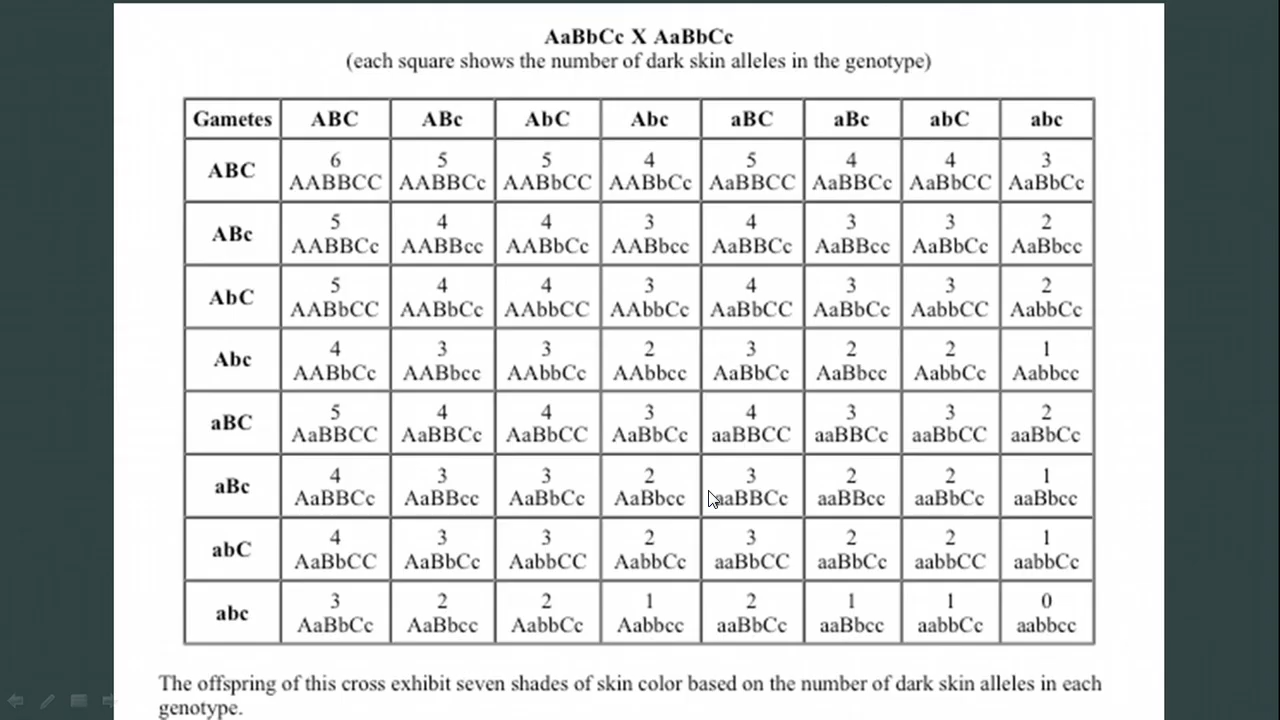 AaBbCc X AaBbCc
(each square shows the number of dark skin alleles in the genotype)
Gametes ABC ABc AbC Abc aBC aBc abC abc
ABC
6 5 5 4 5 4 4 3
AABBCC AABBCc AABbCC AABbCc AaBBCC AaBBCc AaBbCC AaBbCc
ABc
5 4 4 3 4 3 3 2
AABBCc AABBcc AABbCc AABbcc AaBBCc AaBBcc AaBbCc AaBbcc
AbC
5 4 4 3 4 3 3 2
AABbCC AABbCc AAbbCC AAbbCc AaBbCC AaBbCc AabbCC AabbCc
Abc
4 3 3 2 3 2 2 1
AABbCc AABbcc AAbbCc AAbbcc AaBbCc AaBbcc AabbCc Aabbcc
aBC
5 4 4 3 4 3 3 2
AaBBCC AaBBCc AaBbCC AaBbCc aaBBCC aaBBCc aaBbCC aaBbCc
aBc
4 3 3 2 3 2 2 1
AaBBCc AaBBcc AaBbCc AaBbcc aaBBCc aaBBcc aaBbCc aaBbcc
abC
4 3 3 2 3 2 2 1
AaBbCC AaBbCc AabbCC AabbCc aaBbCC aaBbCc aabbCC aabbCc
abc
3 2 2 1 2 1 1 0
AaBbCc AaBbcc AabbCc Aabbcc aaBbCc aaBbcc aabbCc aabbcc
The offspring of this cross exhibit seven shades of skin color based on the number of dark skin alleles in each
genotype.